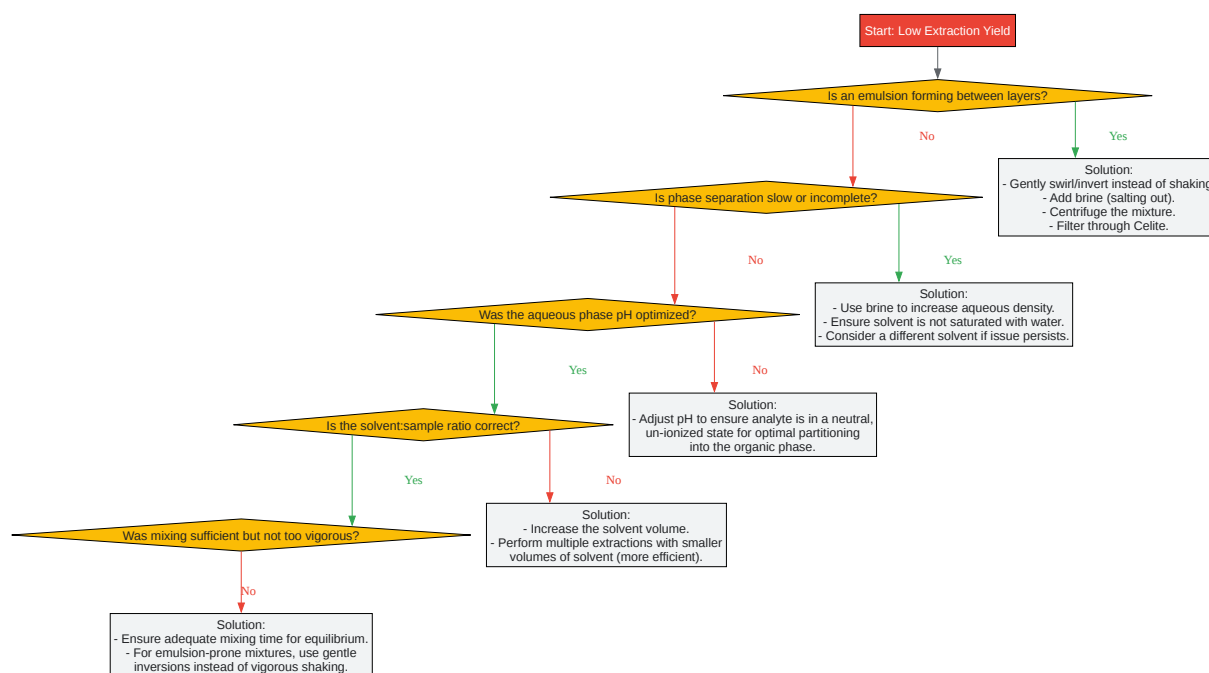 Start: Low Extraction Yield
Is an emulsion forming between layers?
No
Yes
Solution:
- Gently swirl/invert instead of shaking
- Add brine (salting out).
- Centrifuge the mixture.
- Filter through Celite.
Is phase separation slow or incomplete?
No
Yes
Solution:
- Use brine to increase aqueous density.
- Ensure solvent is not saturated with water.
- Consider a different solvent if issue persists.
Was the aqueous phase pH optimized?
Yes
No
Solution:
- Adjust pH to ensure analyte is in a neutral,
un-ionized state for optimal partitioning
into the organic phase.
Is the solvent:sample ratio correct?
Yes
No
Solution:
- Increase the solvent volume.
- Perform multiple extractions with smaller
volumes of solvent (more efficient).
Was mixing sufficient but not too vigorous?
No
Solution:
- Ensure adequate mixing time for equilibrium.
- For emulsion-prone mixtures, use gentle
inversions instead of vigorous shaking.